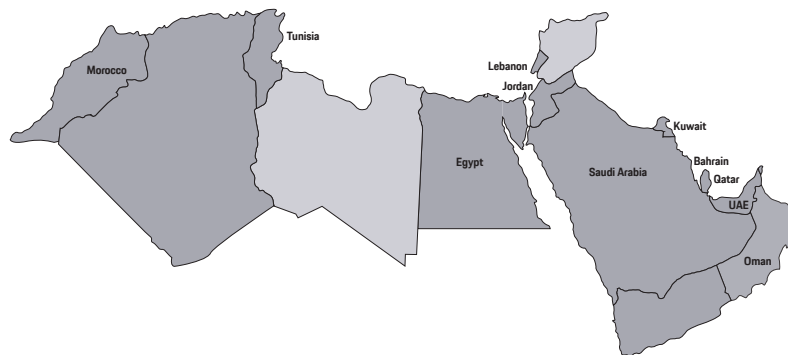 Tunisia
Morocco
Lebanon
Jordan
Kuwait
Egypt
Bahrain
Saudi Arabia
Qatar
UAE
Oman